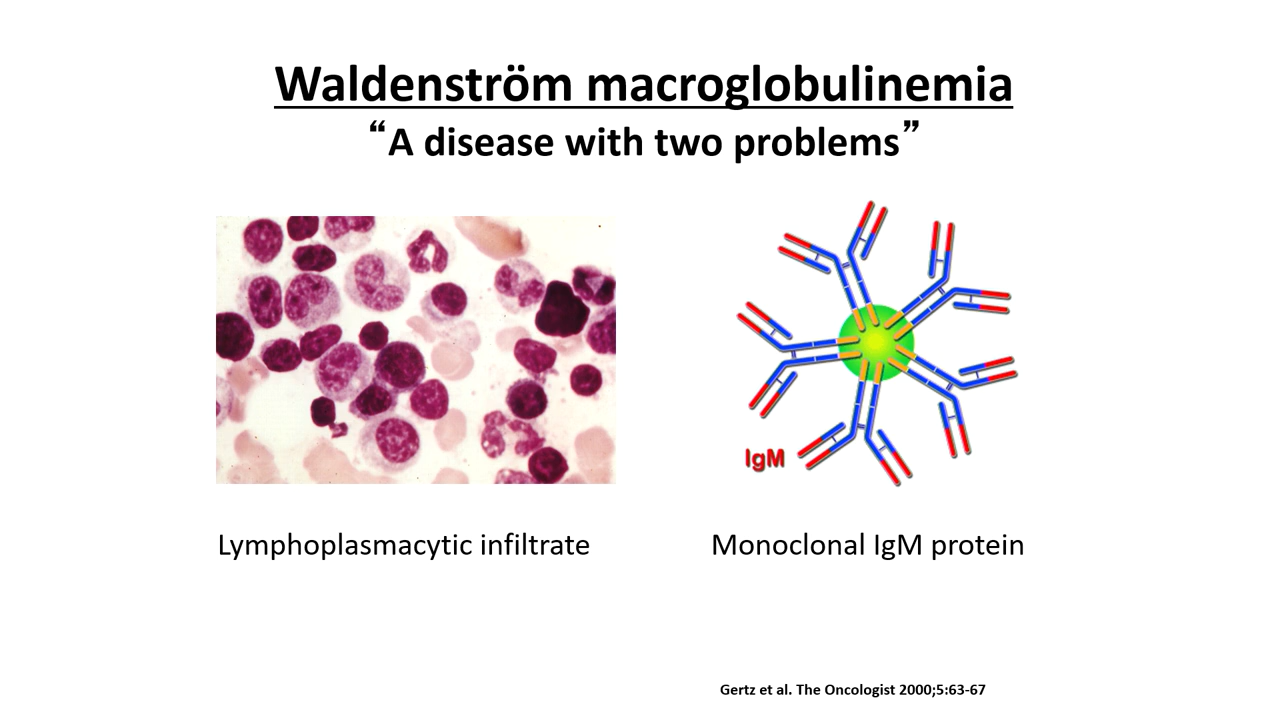 Waldenström macroglobulinemia
“A disease with two problems”
IgM
Lymphoplasmacytic infiltrate
Monoclonal IgM protein
Gertz et al. The Oncologist 2000;5:63-67